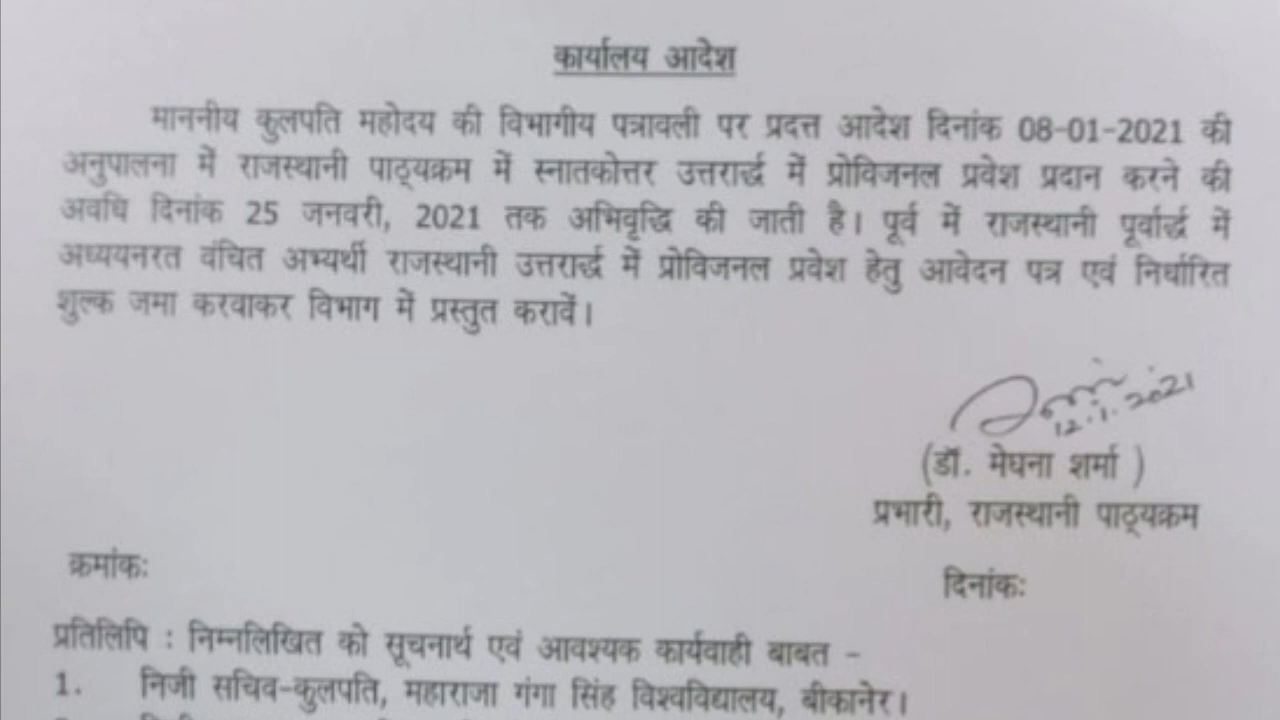 कार्यालय आदेश
माननीय कुलपति महोदय की विभागीय पत्रावली पर प्रदत्त आदेश दिनांक 08-01-2021 की
अनुपालना में राजस्थानी पाठ्यक्रम में स्नातकोत्तर उत्तरार्द्ध में प्रोविजनल प्रवेश प्रदान करने की
अवधि दिनांक 25 जनवरी, 2021 तक अभिवृद्धि की जाती है। पूर्व में राजस्थानी पूर्वार्द्ध में
अध्ययनरत वंचित अभ्यर्थी राजस्थानी उत्तरार्द्ध में प्रोविजनल प्रवेश हेतु आवेदन पत्र एवं निर्धारित
शुल्क जमा करवाकर विभाग में प्रस्तुत करावें।
12.1.2021
(डॉ. मेघना शर्मा )
प्रभारी, राजस्थानी पाठ्यक्रम
क्रमांकः
दिनांकः
प्रतिलिपि : निम्नलिखित को सूचनार्थ एवं आवश्यक कार्यवाही बाबत -
1. निजी सचिव-कुलपति, महाराजा गंगा सिंह विश्वविद्यालय, बीकानेर।